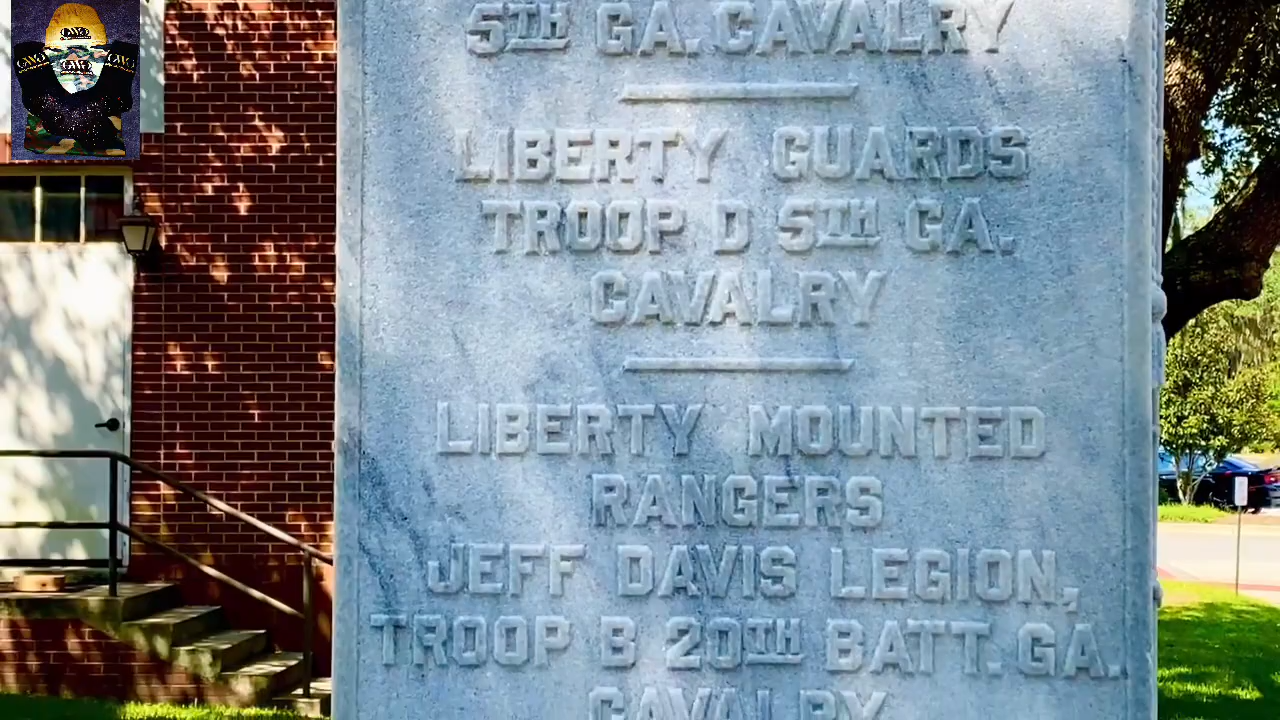 5TH GA. CAVALRY
LIBERTY GUARDS
TROOP D 5TH GA.
CAVALRY
LIBERTY MOUNTED
RANGERS
JEFF DAVIS LEGION,
TROOP B 20TH BATT. GA.
CAVALRY